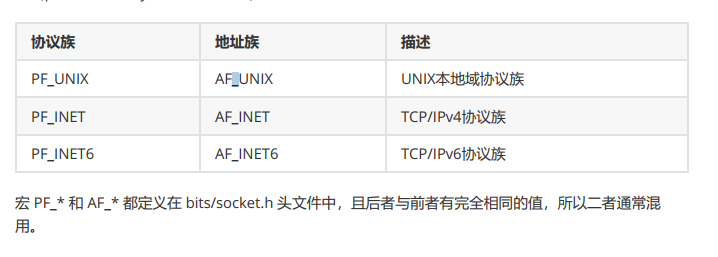 协议族 地址族 描述
PF_UNIX AF_UNIX UNIX本地域协议族
PF_INET AF_INET TCP/IPv4协议族
PF_INET6 AF_INET6 TCP/IPv6协议族
宏 PF_* 和 AF_* 都定义在 bits/socket.h 头文件中，且后者与前者有完全相同的值，所以二者通常混
用。